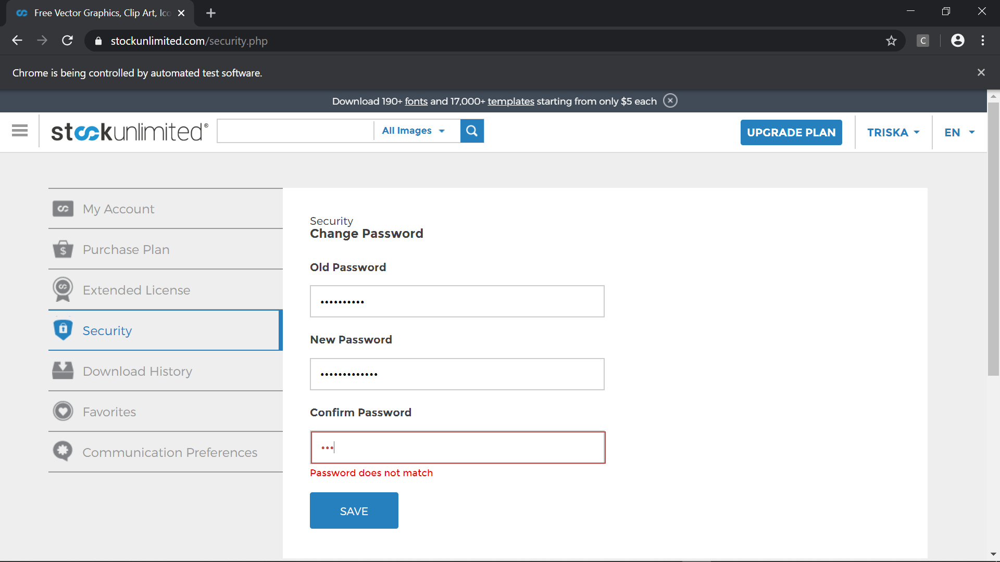 Free Vector Graphics, Clip Art, Ico
stockunlimited.com/security.php
C
Chrome is being controlled by automated test software.
Download 190+ fonts and 17,000+ templates starting from only $5 each
stockunlimited®
All Images
UPGRADE PLAN
TRISKA
EN
My Account
Purchase Plan
Extended License
Security
Download History
Favorites
Communication Preferences
Security
Change Password
Old Password
••••••••••
New Password
•••••••••••••
Confirm Password
•••
Password does not match
SAVE